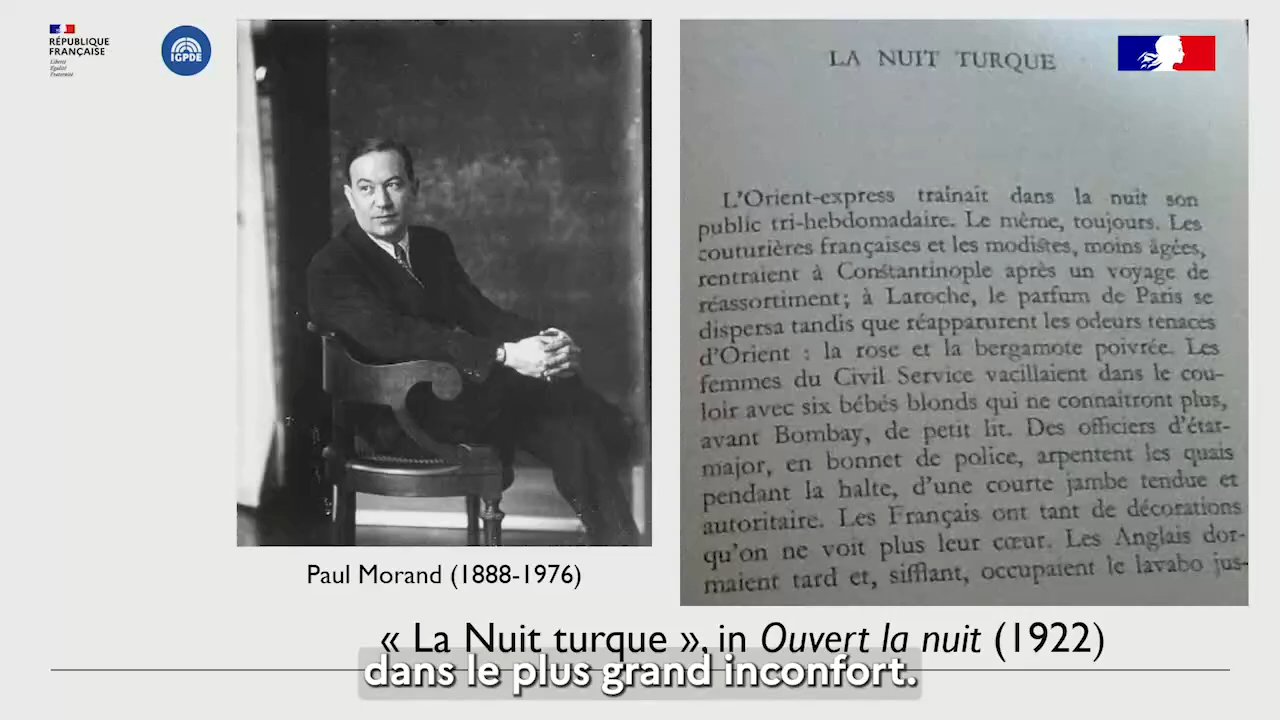 RÉPUBLIQUE
FRANÇAISE
Liberté
Égalité
Fraternité
IGPDE
LA NUIT TURQUE
L'Orient-express traînait dans la nuit son
public tri-hebdomadaire. Le même, toujours. Les
couturières françaises et les modistes, moins âgées,
rentraient à Constantinople après un voyage de
réassortiment; à Laroche, le parfum de Paris se
dispersa tandis que réapparurent les odeurs tenaces
d'Orient : la rose et la bergamote poivrée. Les
femmes du Civil Service vacillaient dans le cou-
loir avec six bébés blonds qui ne connaîtront plus,
avant Bombay, de petit lit. Des officiers d'état-
major, en bonnet de police, arpentent les quais
pendant la halte, d'une courte jambe tendue et
autoritaire. Les Français ont tant de décorations
qu'on ne voit plus leur cœur. Les Anglais dor-
maient tard et, sifflant, occupaient le lavabo jus-
Paul Morand (1888-1976)
« La Nuit turque », in Ouvert la nuit (1922)
dans le plus grand inconfort.